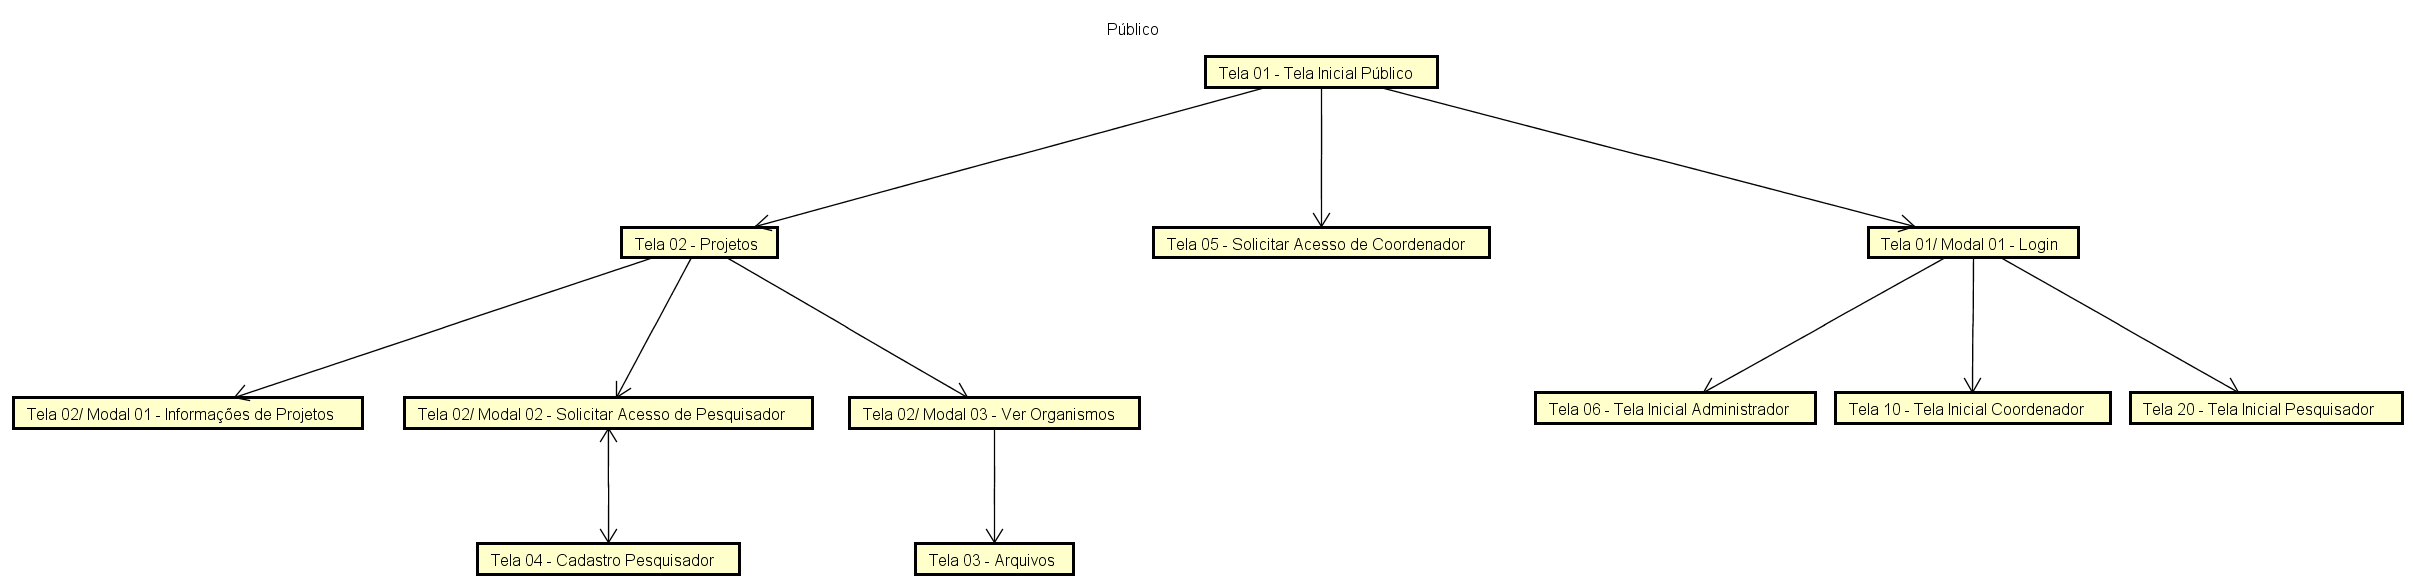 Público
Tela 01 - Tela Inicial Público
Tela 02 - Projetos
Tela 05 - Solicitar Acesso de Coordenador
Tela 01/ Modal 01 - Login
Tela 02/ Modal 01 - Informações de Projetos
Tela 02/ Modal 02 - Solicitar Acesso de Pesquisador
Tela 02/ Modal 03 - Ver Organismos
Tela 06 - Tela Inicial Administrador
Tela 10 - Tela Inicial Coordenador
Tela 20 - Tela Inicial Pesquisador
Tela 04 - Cadastro Pesquisador
Tela 03 - Arquivos